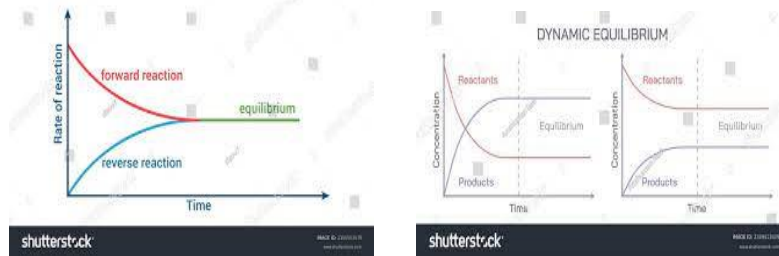 Rate of reaction
forward reaction
equilibrium
reverse reaction
Time
shutterstock
DYNAMIC EQUILIBRIUM
Concentration
Reactants
Equilibrium
Products
Time
Concentration
Reactants
Equilibrium
Products
Time
shutterstock